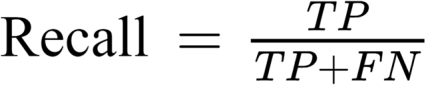 Recall = TP / TP+FN